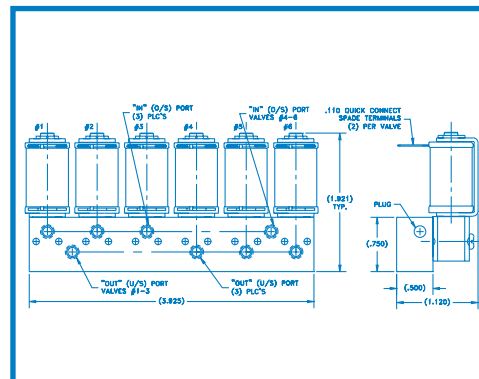 "IN" (O/S) PORT
(3) PLC'S
"IN" (O/S) PORT
VALVES #4-6
.110 QUICK CONNECT
SPADE TERMINALS
(2) PER VALVE
#1
#2
#3
#4
#5
#6
(1.921)
TYP.
PLUG
(.750)
"OUT" (U/S) PORT
VALVES #1-3
"OUT" (U/S) PORT
(3) PLC'S
(3.925)
(.500)
(1.120)